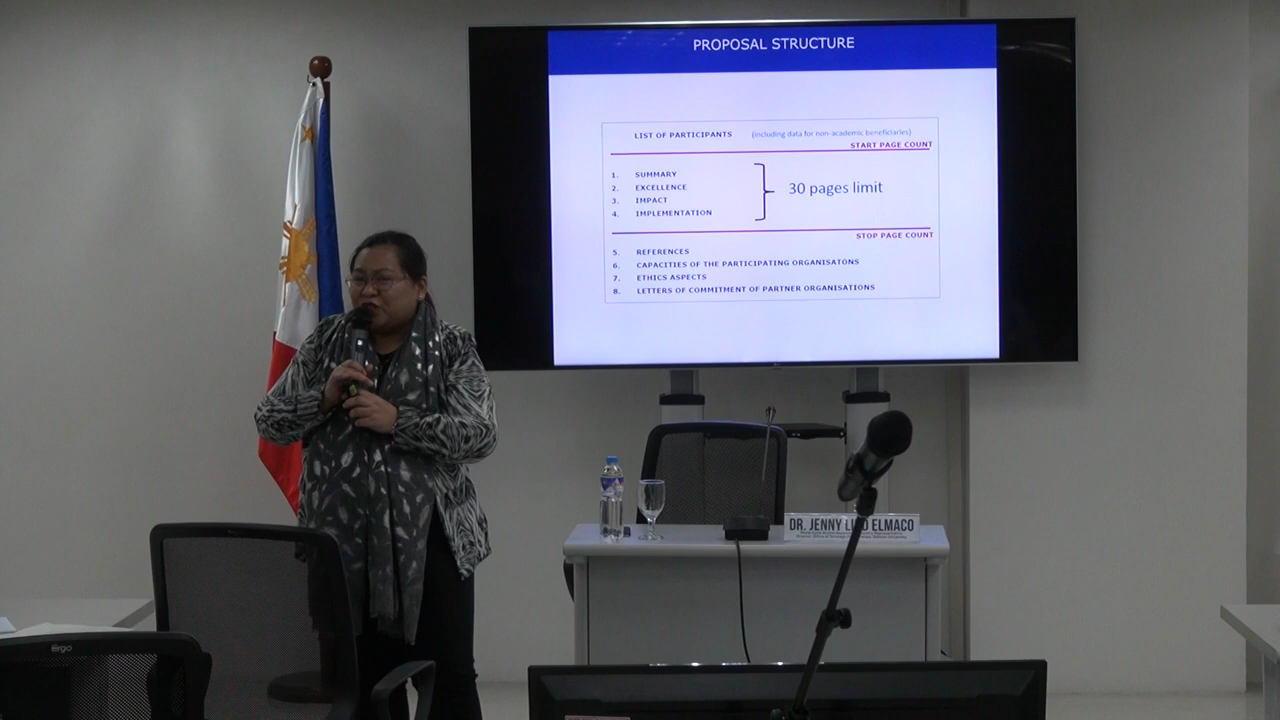 PROPOSAL STRUCTURE
LIST OF PARTICIPANTS (including data for non-academic beneficiaries)
START PAGE COUNT
1. SUMMARY
2. EXCELLENCE
3. IMPACT
4. IMPLEMENTATION
30 pages limit
STOP PAGE COUNT
5. REFERENCES
6. CAPACITIES OF THE PARTICIPATING ORGANISATONS
7. ETHICS ASPECTS
8. LETTERS OF COMMITMENT OF PARTNER ORGANISATIONS
DR. JENNY ELMACO
Ergo